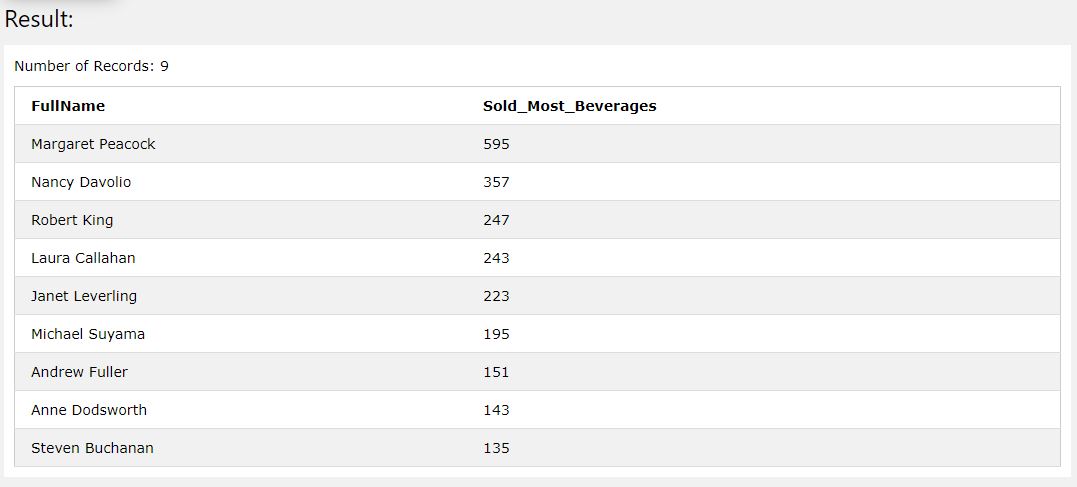 Result:
Number of Records: 9
FullName Sold_Most_Beverages
Margaret Peacock 595
Nancy Davolio 357
Robert King 247
Laura Callahan 243
Janet Leverling 223
Michael Suyama 195
Andrew Fuller 151
Anne Dodsworth 143
Steven Buchanan 135